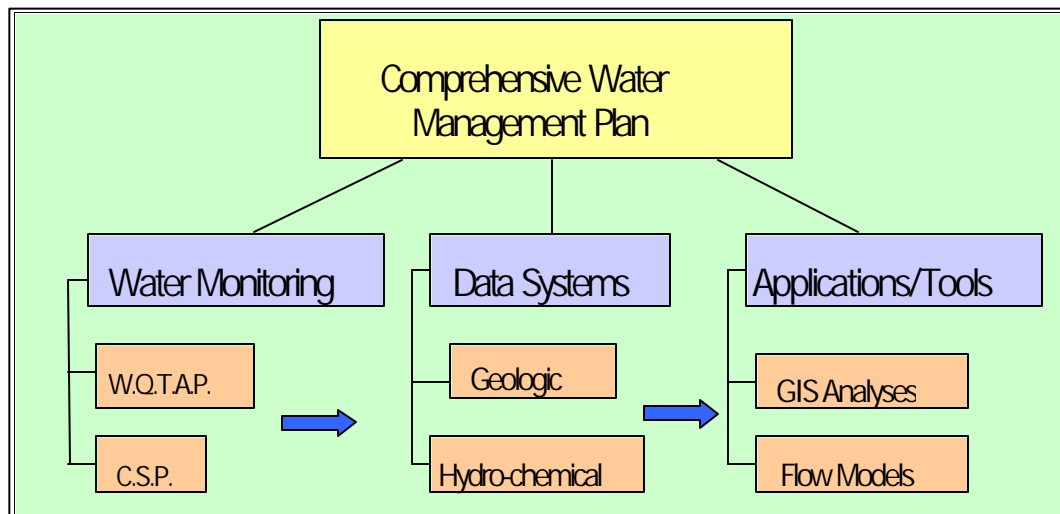 Comprehensive Water
Management Plan
Water Monitoring
Data Systems
Applications/Tools
W.Q.T.A.P.
Geologic
GIS Analyses
C.S.P.
Hydro-chemical
Flow Models